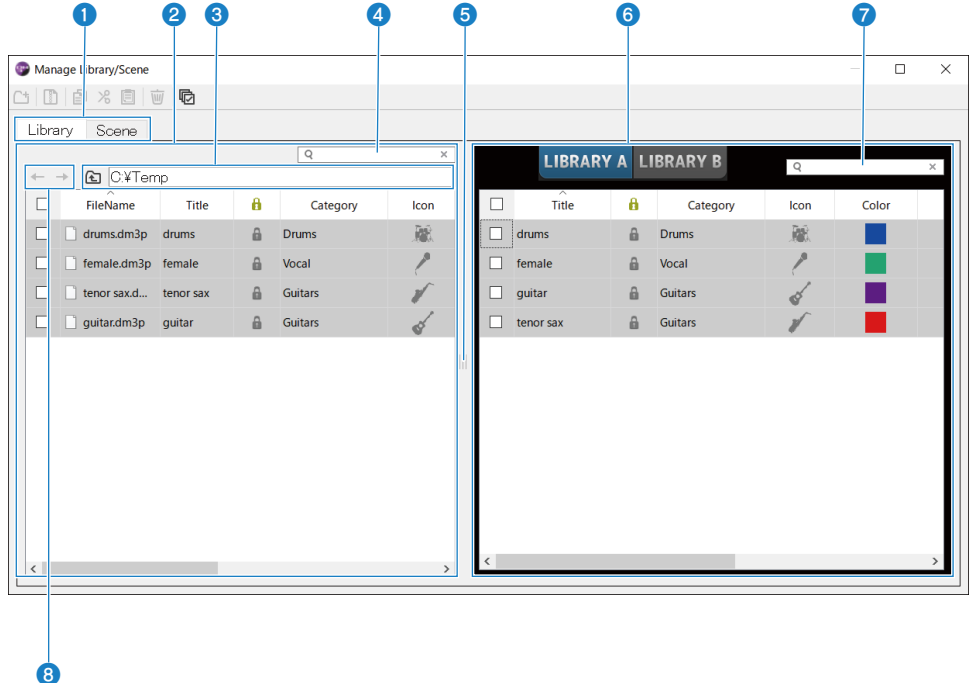 1 2 3 4 5 6 7
Manage Library/Scene
Library Scene
LIBRARY A LIBRARY B
C:¥Temp
FileName Title Category Icon
drums.dm3p drums Drums
female.dm3p female Vocal
tenor sax.d... tenor sax Guitars
guitar.dm3p guitar Guitars
Title Category Icon Color
drums Drums
female Vocal
guitar Guitars
tenor sax Guitars
8